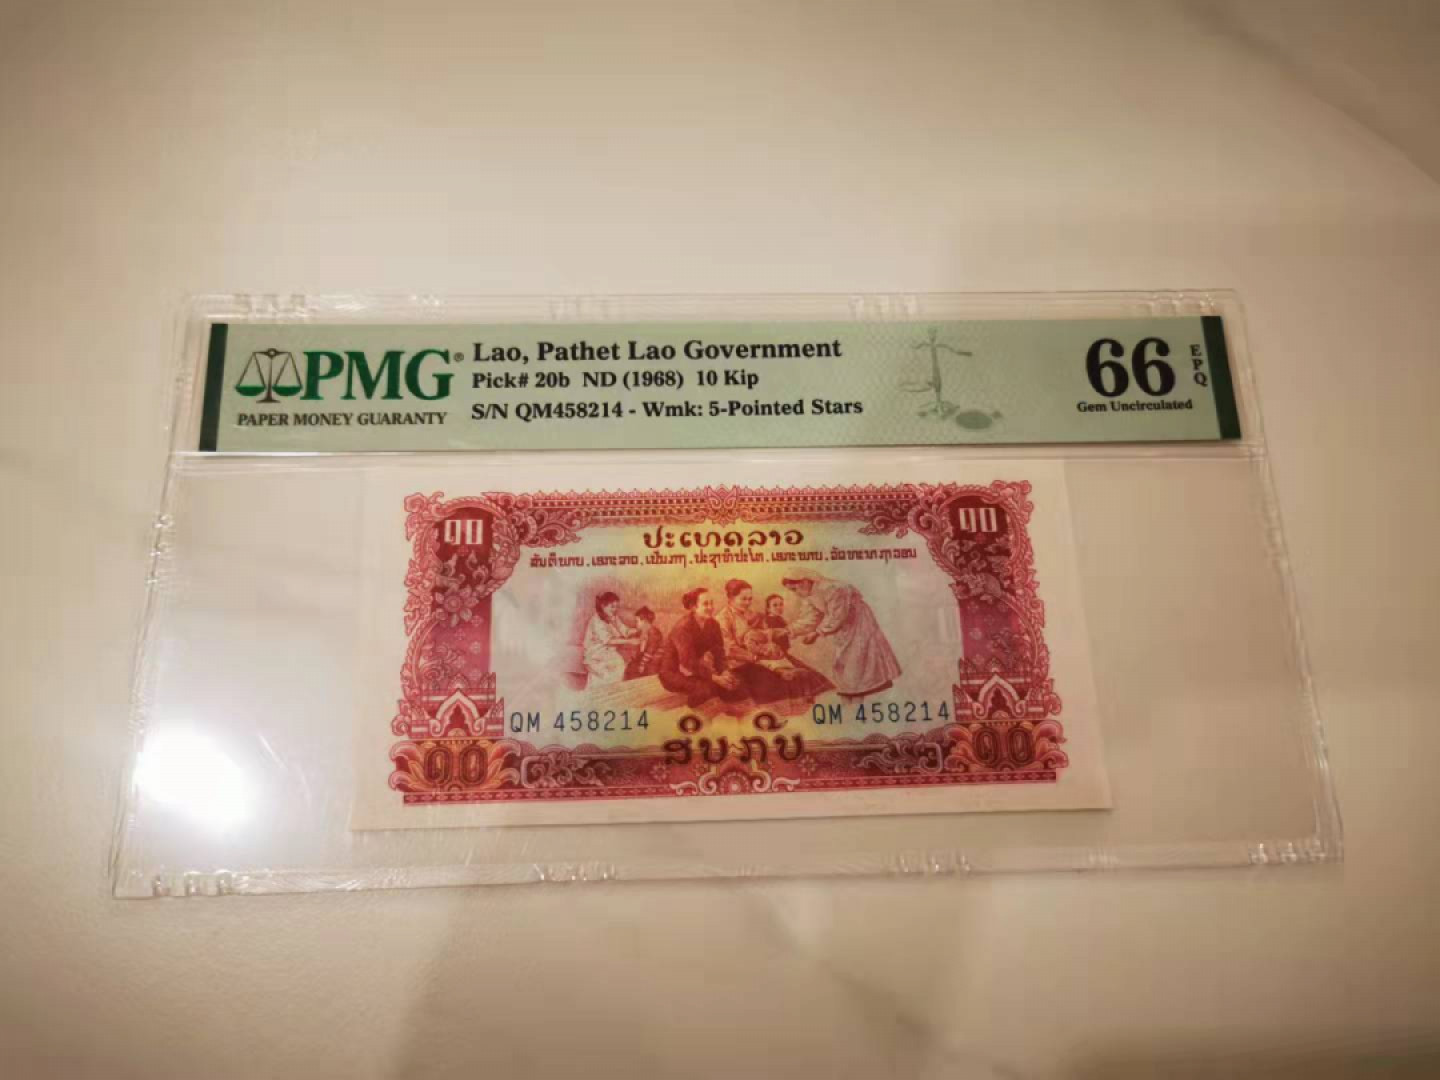 PMG®
PAPER MONEY GUARANTY
Lao, Pathet Lao Government
Pick# 20b ND (1968) 10 Kip
S/N QM458214 - Wmk: 5-Pointed Stars
66
EPQ
Gem Uncirculated
໑໐ ໑໐
ປະເທດລາວ
QM 458214 QM 458214
ສິບກີບ
໑໐ ໑໐